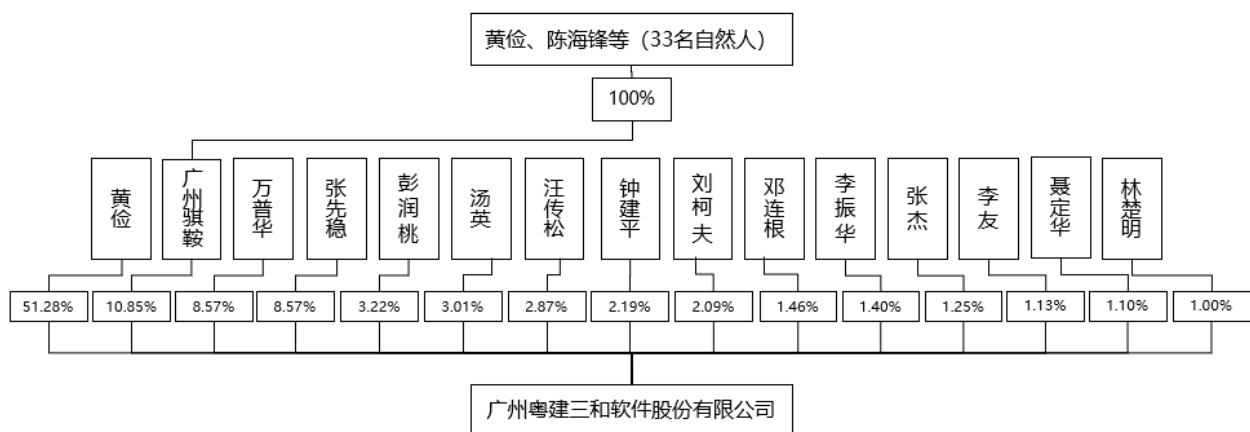 黄俭、陈海锋等（33名自然人）
100%
黄俭
广州骐鞍
万普华
张先稳
彭润桃
汤英
汪传松
钟建平
刘柯夫
邓连根
李振华
张杰
李友
聂定华
林楚明
51.28%
10.85%
8.57%
8.57%
3.22%
3.01%
2.87%
2.19%
2.09%
1.46%
1.40%
1.25%
1.13%
1.10%
1.00%
广州粤建三和软件股份有限公司